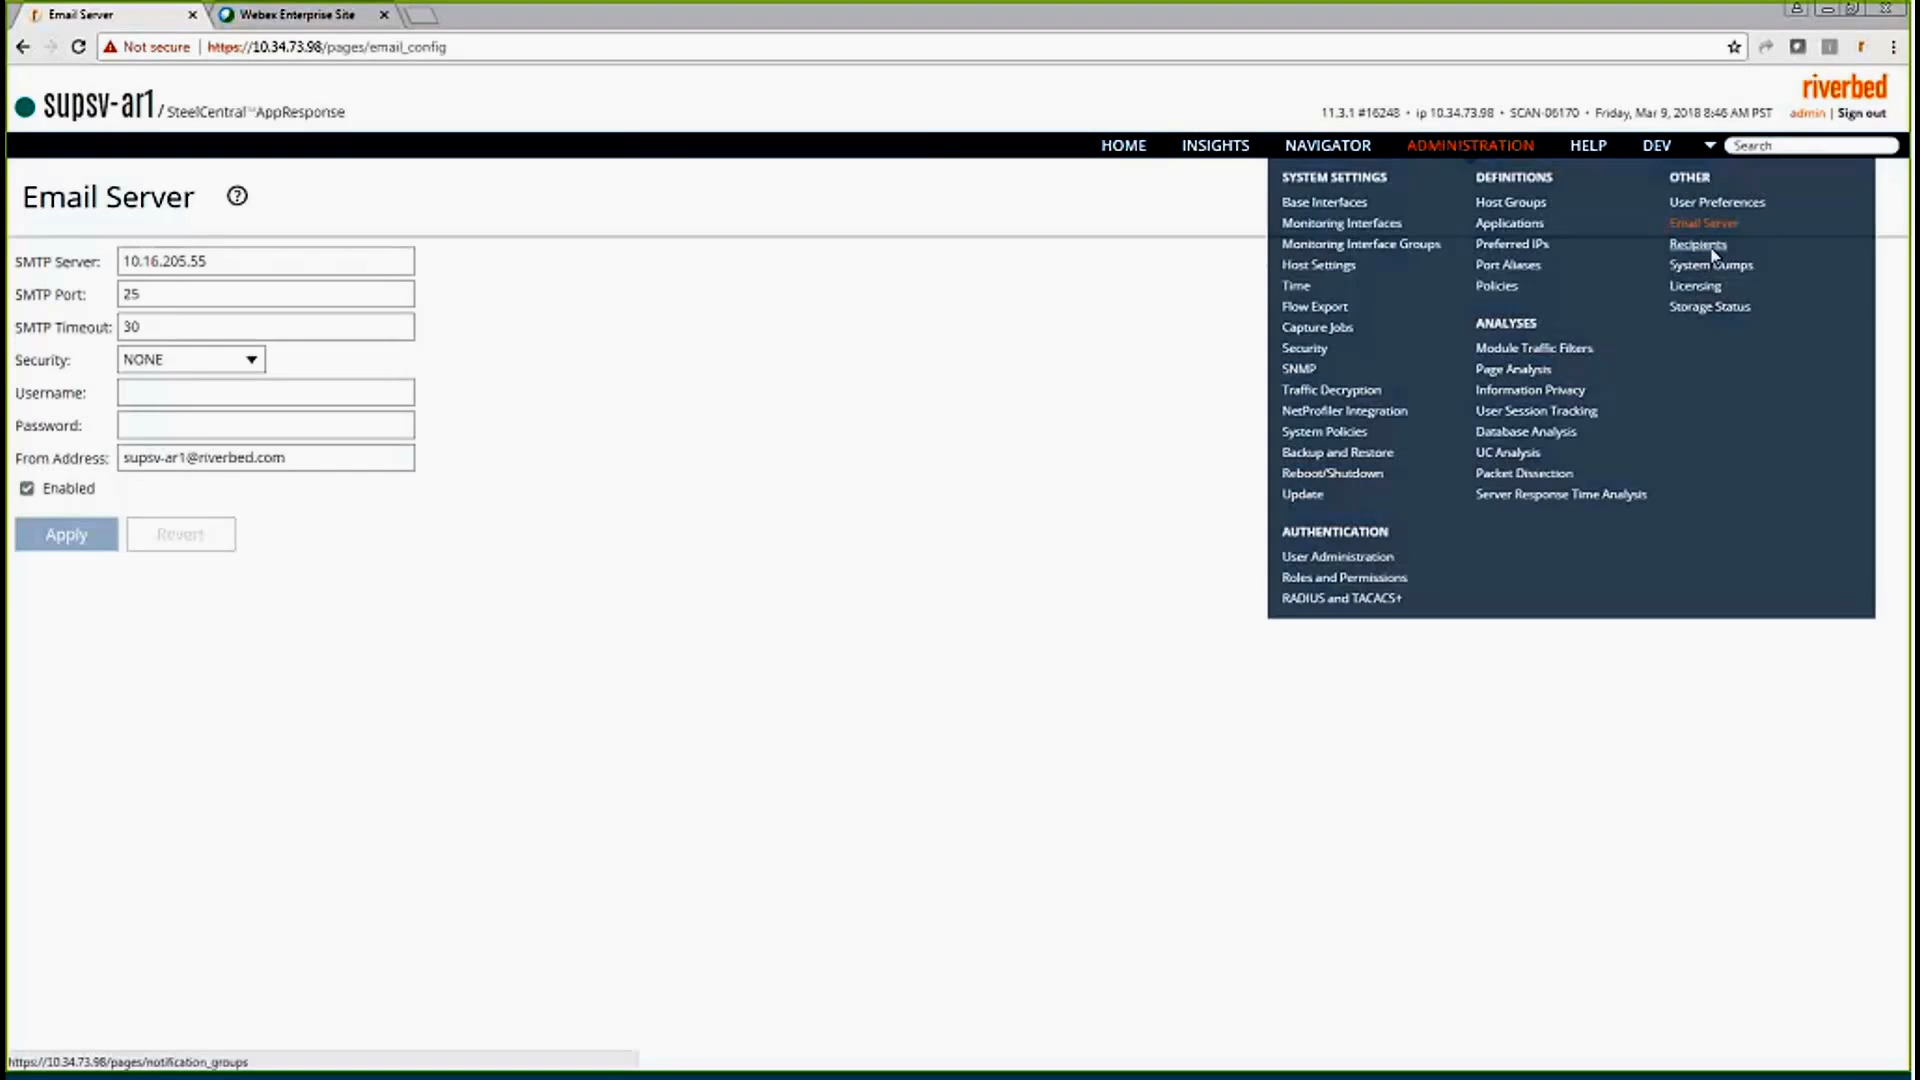 Email Server
Webex Enterprise Site
Not secure | https://10.34.73.98/pages/email_config
riverbed
supsv-ar1 / SteelCentral™AppResponse
11.3.1 #16248 • ip 10.34.73.98 • SCAN-06170 • Friday, Mar 9, 2018 8:46 AM PST
admin | Sign out
HOME INSIGHTS NAVIGATOR ADMINISTRATION HELP DEV Search
Email Server ?
SMTP Server: 10.16.205.55
SMTP Port: 25
SMTP Timeout: 30
Security: NONE
Username:
Password:
From Address: supsv-ar1@riverbed.com
Enabled
Apply Revert
SYSTEM SETTINGS
Base Interfaces
Monitoring Interfaces
Monitoring Interface Groups
Host Settings
Time
Flow Export
Capture Jobs
Security
SNMP
Traffic Decryption
NetProfiler Integration
System Policies
Backup and Restore
Reboot/Shutdown
Update
AUTHENTICATION
User Administration
Roles and Permissions
RADIUS and TACACS+
DEFINITIONS
Host Groups
Applications
Preferred IPs
Port Aliases
Policies
ANALYSES
Module Traffic Filters
Page Analysis
Information Privacy
User Session Tracking
Database Analysis
UC Analysis
Packet Dissection
Server Response Time Analysis
OTHER
User Preferences
Email Server
Recipients
System Dumps
Licensing
Storage Status
https://10.34.73.98/pages/notification_groups